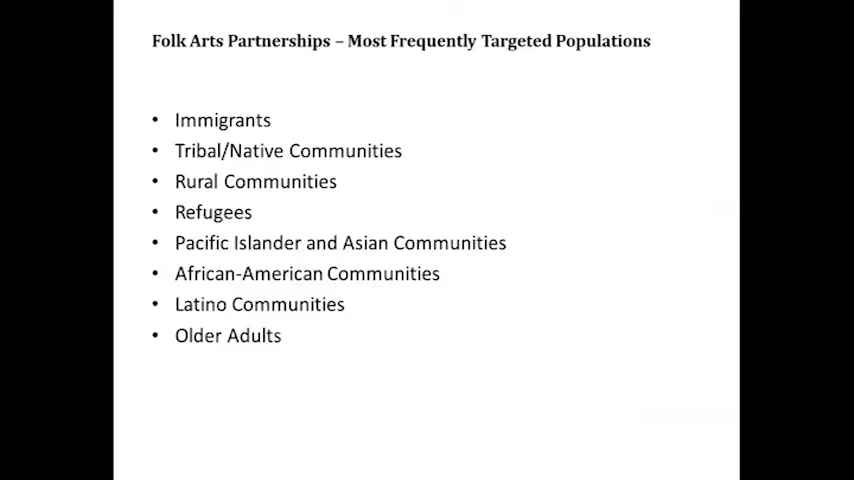 Folk Arts Partnerships – Most Frequently Targeted Populations
• Immigrants
• Tribal/Native Communities
• Rural Communities
• Refugees
• Pacific Islander and Asian Communities
• African-American Communities
• Latino Communities
• Older Adults